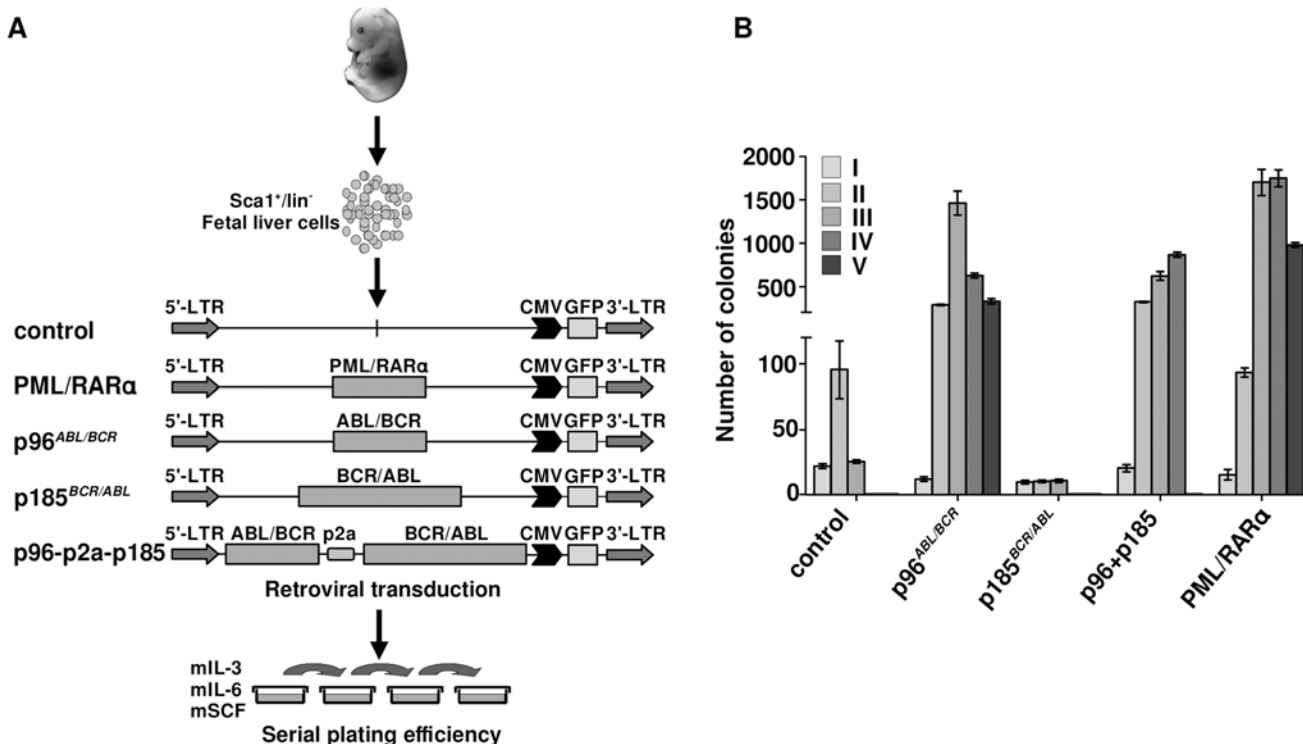 A
Sca1⁺/lin⁻
Fetal liver cells
5'-LTR CMV GFP 3'-LTR
control
5'-LTR PML/RARα CMV GFP 3'-LTR
PML/RARα
5'-LTR ABL/BCR CMV GFP 3'-LTR
p96ABL/BCR
5'-LTR BCR/ABL CMV GFP 3'-LTR
p185BCR/ABL
5'-LTR ABL/BCR p2a BCR/ABL CMV GFP 3'-LTR
p96-p2a-p185
Retroviral transduction
mIL-3
mIL-6
mSCF
Serial plating efficiency
B
Number of colonies
2000
1500
1000
500
100
50
0
I
II
III
IV
V
control
p96ABL/BCR
p185BCR/ABL
p96+p185
PML/RARα